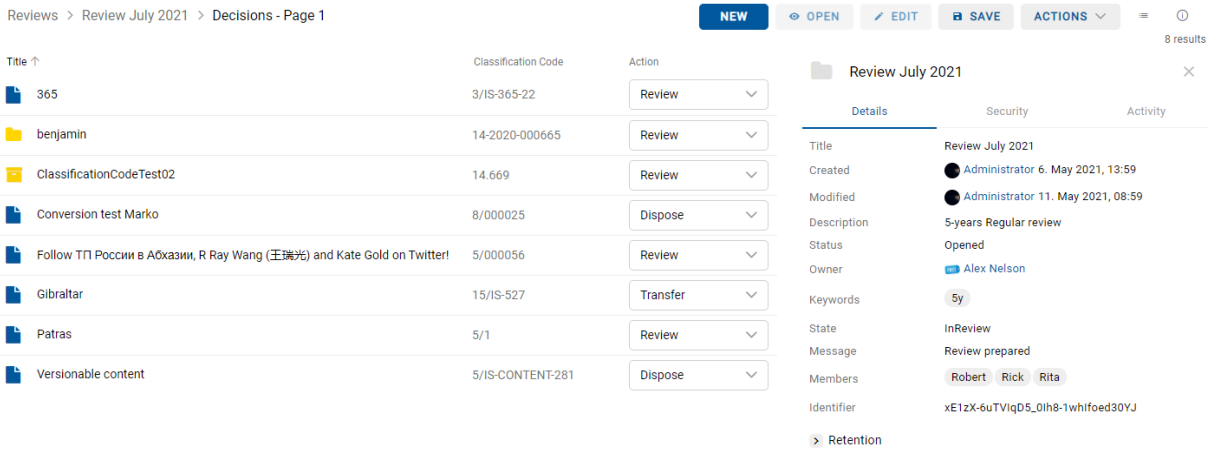 Reviews > Review July 2021 > Decisions - Page 1
NEW OPEN EDIT SAVE ACTIONS
8 results
Title Classification Code Action
365 3/IS-365-22 Review
benjamin 14-2020-000665 Review
ClassificationCodeTest02 14.669 Review
Conversion test Marko 8/000025 Dispose
Follow ТП России в Абхазии, R Ray Wang (王瑞光) and Kate Gold on Twitter! 5/000056 Review
Gibraltar 15/IS-527 Transfer
Patras 5/1 Review
Versionable content 5/IS-CONTENT-281 Dispose
Review July 2021
Details Security Activity
Title Review July 2021
Created Administrator 6. May 2021, 13:59
Modified Administrator 11. May 2021, 08:59
Description 5-years Regular review
Status Opened
Owner Alex Nelson
Keywords 5y
State InReview
Message Review prepared
Members Robert Rick Rita
Identifier xE1zX-6uTVIqD5_0Ih8-1whIfoed30YJ
> Retention